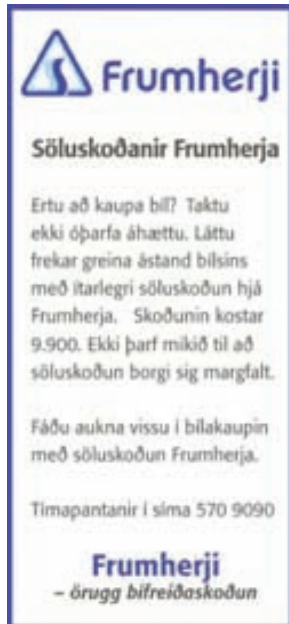 Frumherji
Söluskoðanir Frumherja
Ertu að kaupa bíl? Taktu
ekki óþarfa áhættu. Láttu
frekar greina ástand bílsins
með ítarlegri söluskoðun hjá
Frumherja. Skoðunin kostar
9.900. Ekki þarf mikið til að
söluskoðun borgi sig margfalt.
Fáðu aukna vissu í bílakaupin
með söluskoðun Frumherja.
Tímapantanir í síma 570 9090
Frumherji
– örugg bifreiðaskoðun